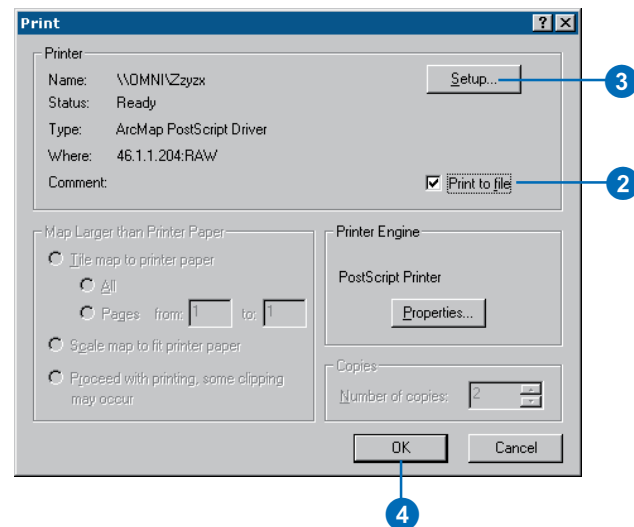 Print
Printer
Name: \\OMNI\Zzyzx
Setup...
3
Status: Ready
Type: ArcMap PostScript Driver
Where: 46.1.1.204:RAW
Comment:
Print to file
2
Map Larger than Printer Paper
Tile map to printer paper
All
Pages from: 1 to: 1
Scale map to fit printer paper
Proceed with printing, some clipping
may occur
Printer Engine
PostScript Printer
Properties...
Copies
Number of copies: 2
OK
Cancel
4